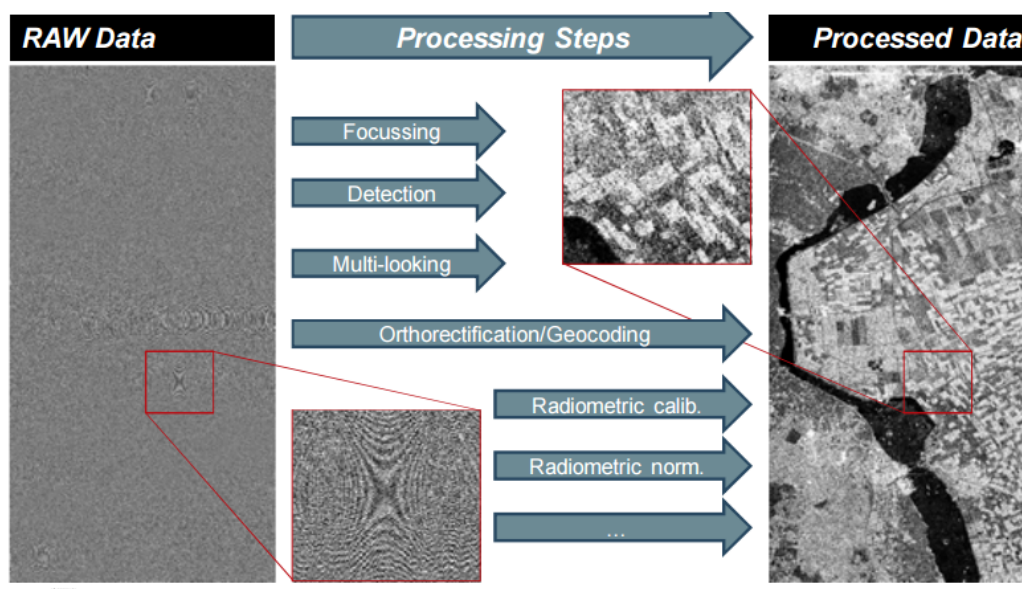 RAW Data
Processing Steps
Processed Data
Focussing
Detection
Multi-looking
Orthorectification/Geocoding
Radiometric calib.
Radiometric norm.
...